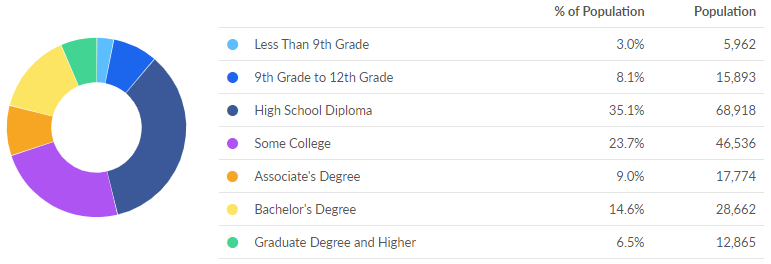 % of Population Population
Less Than 9th Grade 3.0% 5,962
9th Grade to 12th Grade 8.1% 15,893
High School Diploma 35.1% 68,918
Some College 23.7% 46,536
Associate's Degree 9.0% 17,774
Bachelor's Degree 14.6% 28,662
Graduate Degree and Higher 6.5% 12,865